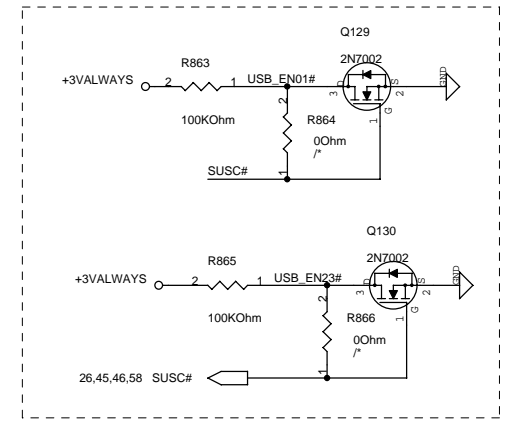 Q129
R863
2N7002
+3VALWAYS
2
1
USB_EN01#
3
D
S
2
GND
2
R864
1
G
100KOhm
0Ohm
/*
1
SUSC#
Q130
R865
2N7002
+3VALWAYS
2
1
USB_EN23#
3
D
S
2
GND
2
R866
1
G
100KOhm
0Ohm
/*
1
26,45,46,58 SUSC#